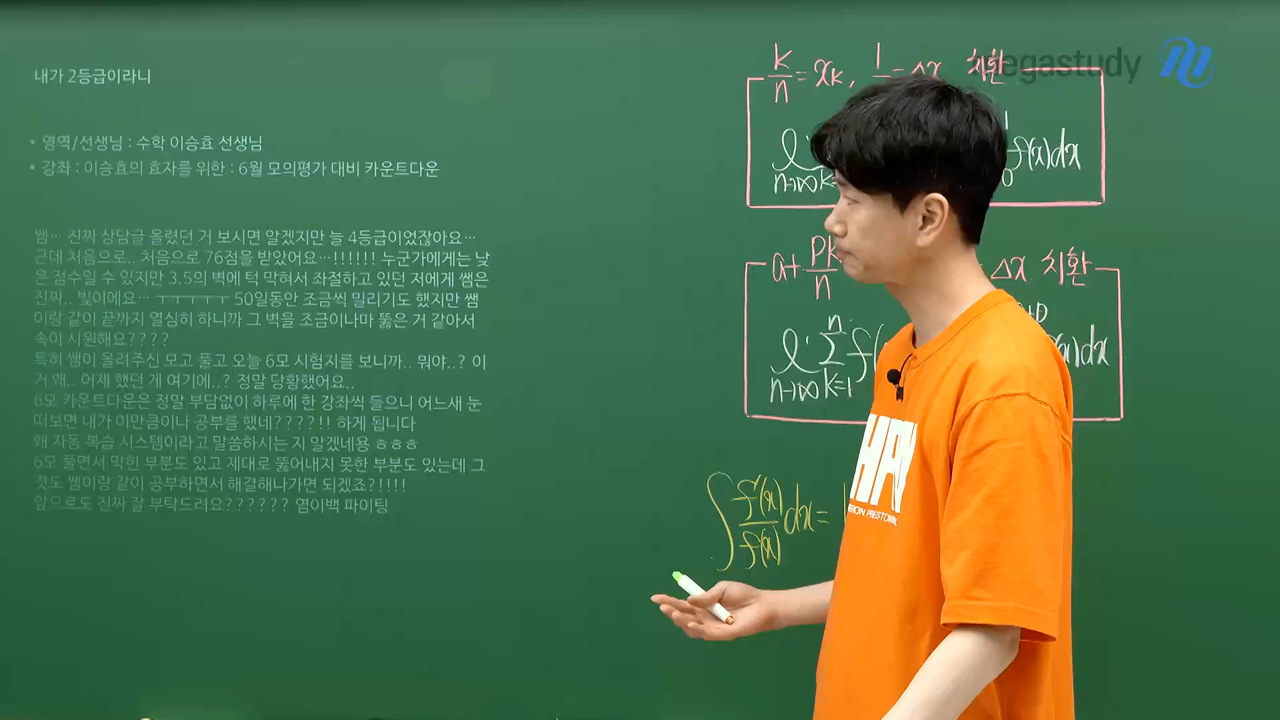 내가 2등급이라니
• 영역/선생님 : 수학 이승효 선생님
• 강좌 : 이승효의 효자를 위한 : 6월 모의평가 대비 카운트다운
쌤… 진짜 상담글 올렸던 거 보시면 알겠지만 늘 4등급이었잖아요…
근데 처음으로.. 처음으로 76점을 받았어요…!!!!!! 누군가에게는 낮
은 점수일 수 있지만 3.5의 벽에 턱 막혀서 좌절하고 있던 저에게 쌤은
진짜.. 빛이에요… ㅜㅜㅜㅜㅜ 50일동안 조금씩 밀리기도 했지만 쌤
이랑 같이 끝까지 열심히 하니까 그 벽을 조금이나마 뚫은 거 같아서
속이 시원해요????
특히 쌤이 올려주신 모고 풀고 오늘 6모 시험지를 보니까.. 뭐야..? 이
거 왜.. 어제 했던 게 여기에..? 정말 당황했어요..
6모 카운트다운은 정말 부담없이 하루에 한 강좌씩 들으니 어느새 눈
떠보면 내가 이만큼이나 공부를 했네????!! 하게 됩니다
왜 자동 복습 시스템이라고 말씀하시는 지 알겠네용 ㅎㅎㅎ
6모 풀면서 막힌 부분도 있고 제대로 뚫어내지 못한 부분도 있는데 그
것도 쌤이랑 같이 공부하면서 해결해나가면 되겠죠?!!!!
앞으로도 진짜 잘 부탁드려요?????? 염이백 파이팅
megastudy
k/n = xₖ, 1/ = Δx 치환
n→∞ k= f(x)dx
a+ pk/n = Δx 치환
n→∞ Σ k=1 n f( (x)dx
∫ f'(x)/f(x) dx =